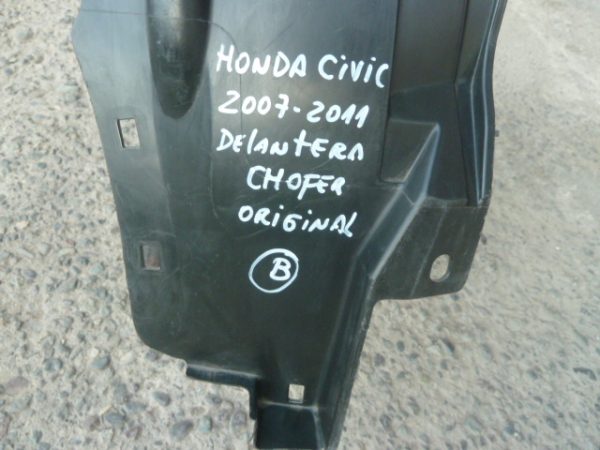 HONDA CIVIC
2007-2011
DELANTERA
CHOFER
ORIGINAL
B